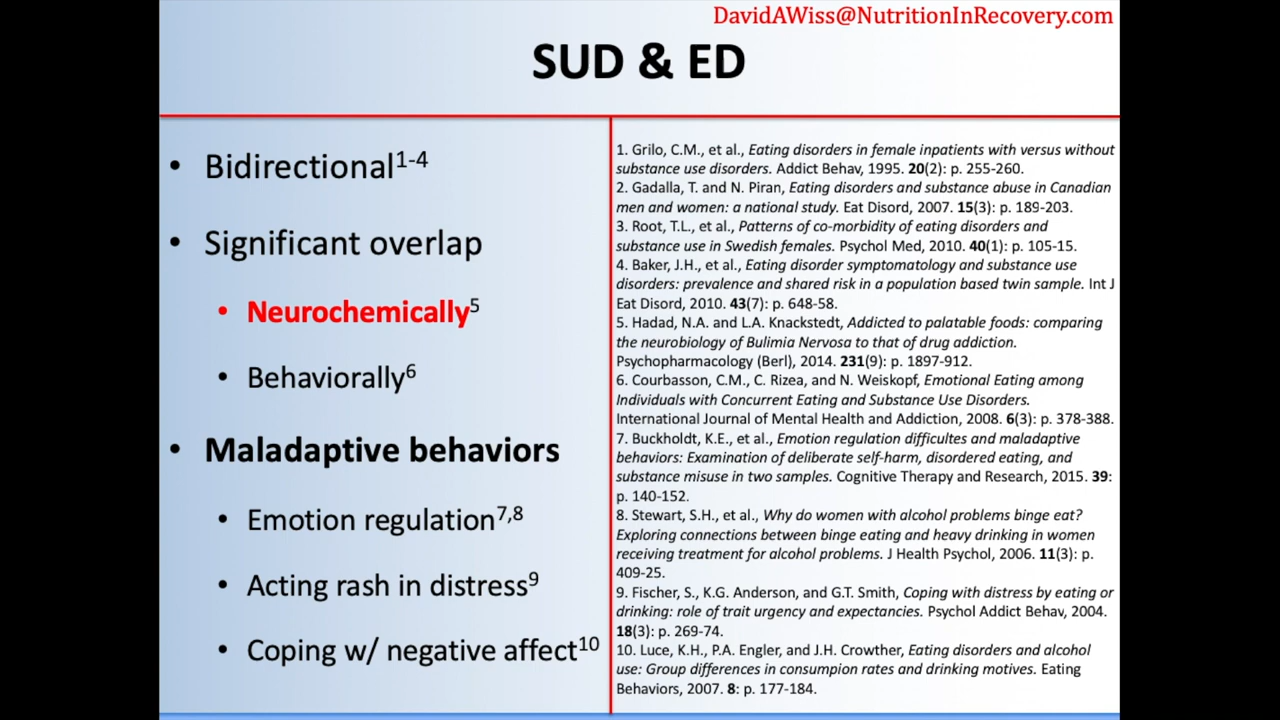 DavidAWiss@NutritionInRecovery.com
SUD & ED
• Bidirectional1-4
• Significant overlap
• Neurochemically5
• Behaviorally6
• Maladaptive behaviors
• Emotion regulation7,8
• Acting rash in distress9
• Coping w/ negative affect10
1. Grilo, C.M., et al., Eating disorders in female inpatients with versus without
substance use disorders. Addict Behav, 1995. 20(2): p. 255-260.
2. Gadalla, T. and N. Piran, Eating disorders and substance abuse in Canadian
men and women: a national study. Eat Disord, 2007. 15(3): p. 189-203.
3. Root, T.L., et al., Patterns of co-morbidity of eating disorders and
substance use in Swedish females. Psychol Med, 2010. 40(1): p. 105-15.
4. Baker, J.H., et al., Eating disorder symptomatology and substance use
disorders: prevalence and shared risk in a population based twin sample. Int J
Eat Disord, 2010. 43(7): p. 648-58.
5. Hadad, N.A. and L.A. Knackstedt, Addicted to palatable foods: comparing
the neurobiology of Bulimia Nervosa to that of drug addiction.
Psychopharmacology (Berl), 2014. 231(9): p. 1897-912.
6. Courbasson, C.M., C. Rizea, and N. Weiskopf, Emotional Eating among
Individuals with Concurrent Eating and Substance Use Disorders.
International Journal of Mental Health and Addiction, 2008. 6(3): p. 378-388.
7. Buckholdt, K.E., et al., Emotion regulation difficultes and maladaptive
behaviors: Examination of deliberate self-harm, disordered eating, and
substance misuse in two samples. Cognitive Therapy and Research, 2015. 39:
p. 140-152.
8. Stewart, S.H., et al., Why do women with alcohol problems binge eat?
Exploring connections between binge eating and heavy drinking in women
receiving treatment for alcohol problems. J Health Psychol, 2006. 11(3): p.
409-25.
9. Fischer, S., K.G. Anderson, and G.T. Smith, Coping with distress by eating or
drinking: role of trait urgency and expectancies. Psychol Addict Behav, 2004.
18(3): p. 269-74.
10. Luce, K.H., P.A. Engler, and J.H. Crowther, Eating disorders and alcohol
use: Group differences in consumpion rates and drinking motives. Eating
Behaviors, 2007. 8: p. 177-184.